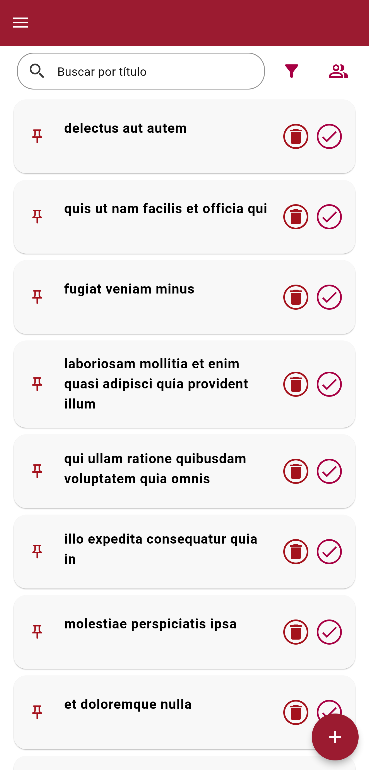 Buscar por título
delectus aut autem
quis ut nam facilis et officia qui
fugiat veniam minus
laboriosam mollitia et enim
quasi adipisci quia provident
illum
qui ullam ratione quibusdam
voluptatem quia omnis
illo expedita consequatur quia
in
molestiae perspiciatis ipsa
et doloremque nulla